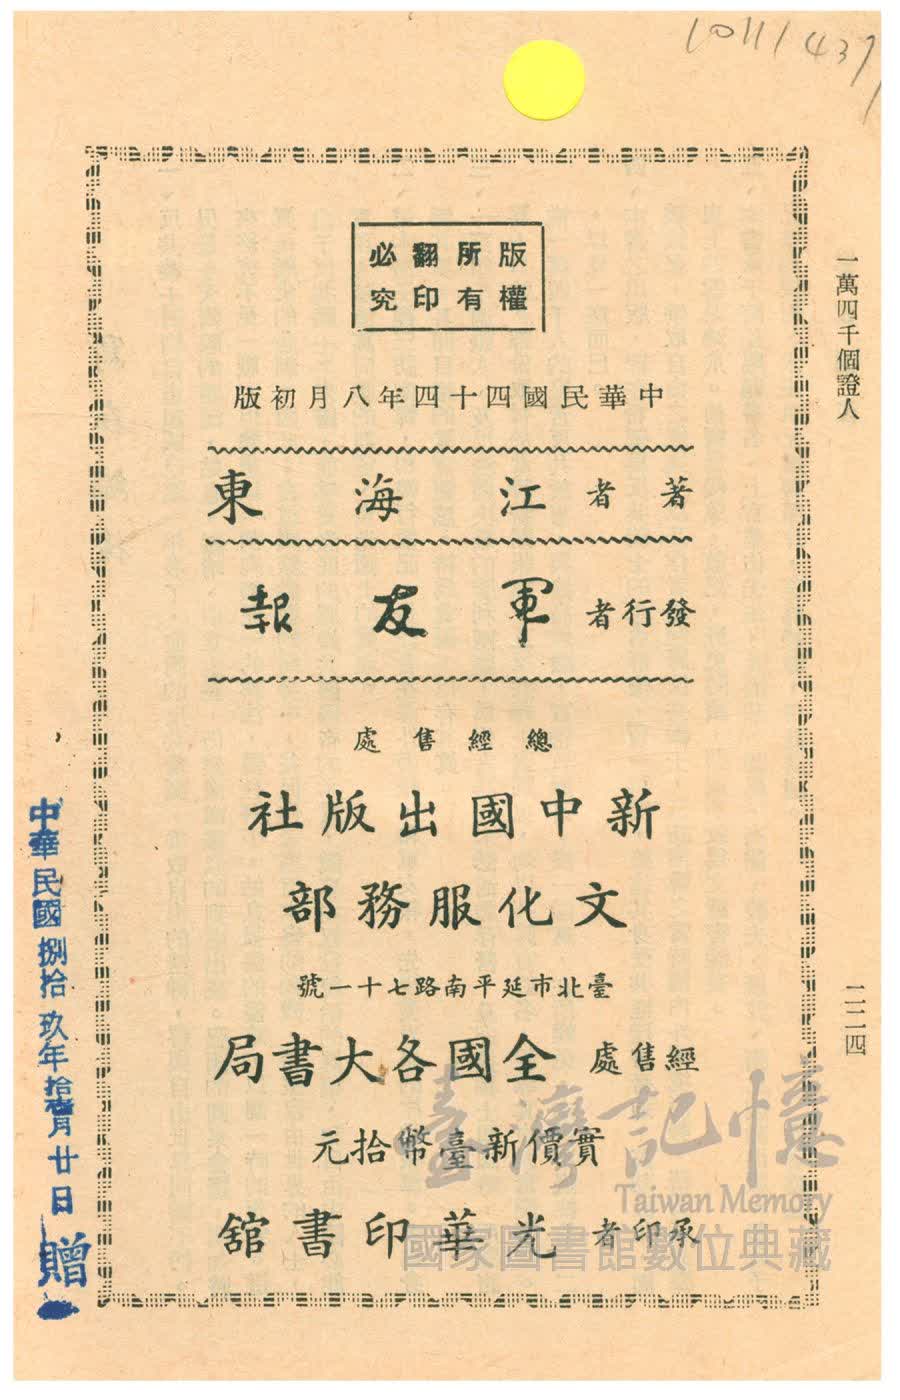 10111437
一萬四千個證人
二二四
版權所有
翻印必究
中華民國四十四年八月初版
著者 江海東
發行者 軍友報
總經售處
新中國出版社
文化服務部
臺北市延平南路七十一號
經售處 全國各大書局
實價新臺幣拾元
承印者 光華印書館
中華民國捌拾玖年拾壹月廿日
贈
臺灣記憶
Taiwan Memory
國家圖書館數位典藏